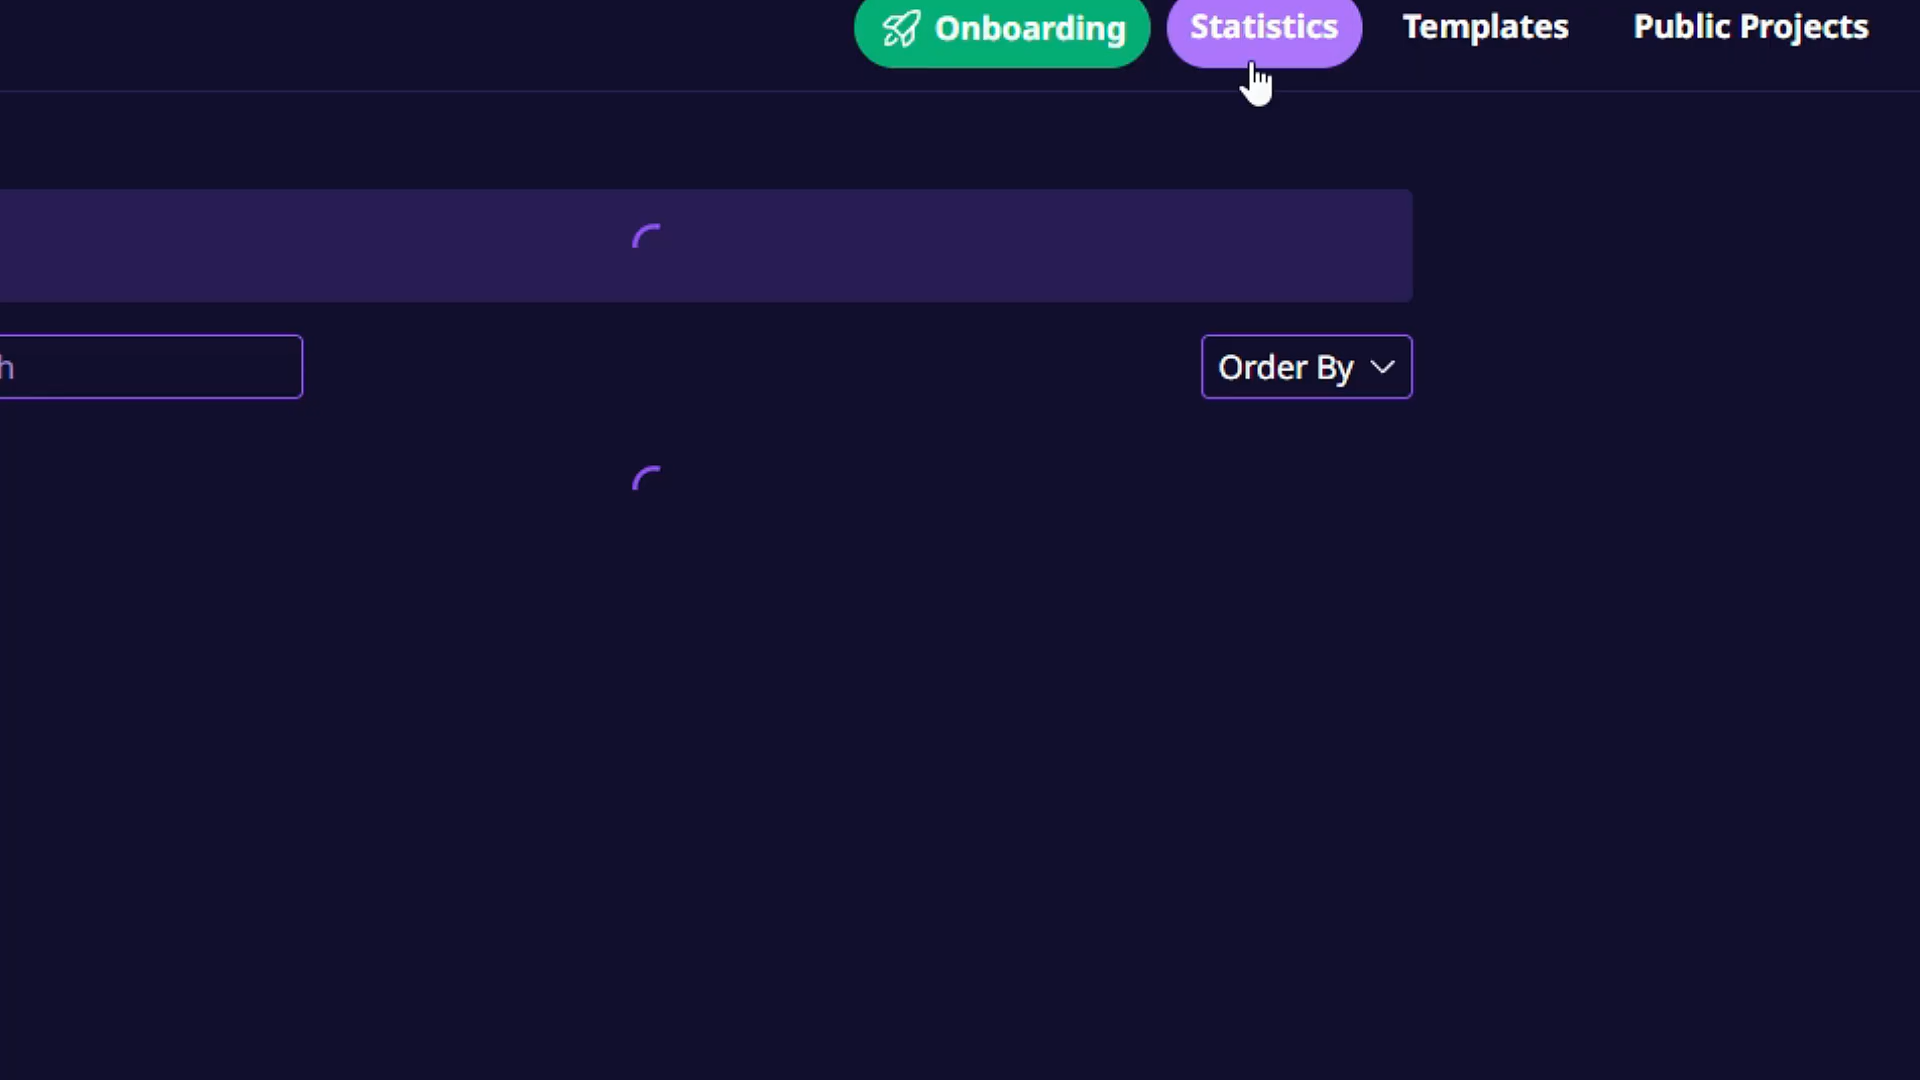 Onboarding
Statistics
Templates
Public Projects
h
Order By